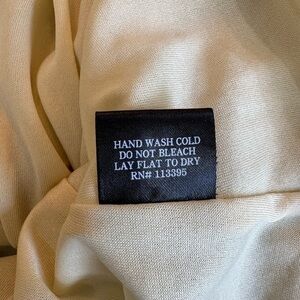 HAND WASH COLD
DO NOT BLEACH
LAY FLAT TO DRY
RN# 113395